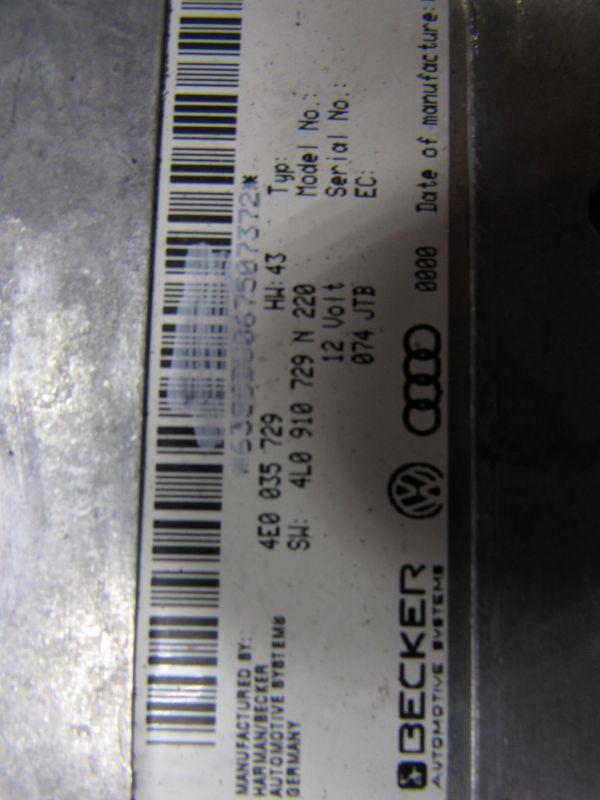 4E0 035 729 HW: 43
SW: 4L0 910 729 N 220
12 Volt
074 JTB
Typ:
Model No.:
Serial No.:
EC:
0000 Date of manufacture:
MANUFACTURED BY:
HARMAN/BECKER
AUTOMOTIVE SYSTEMS
GERMANY
BECKER
AUTOMOTIVE SYSTEMS